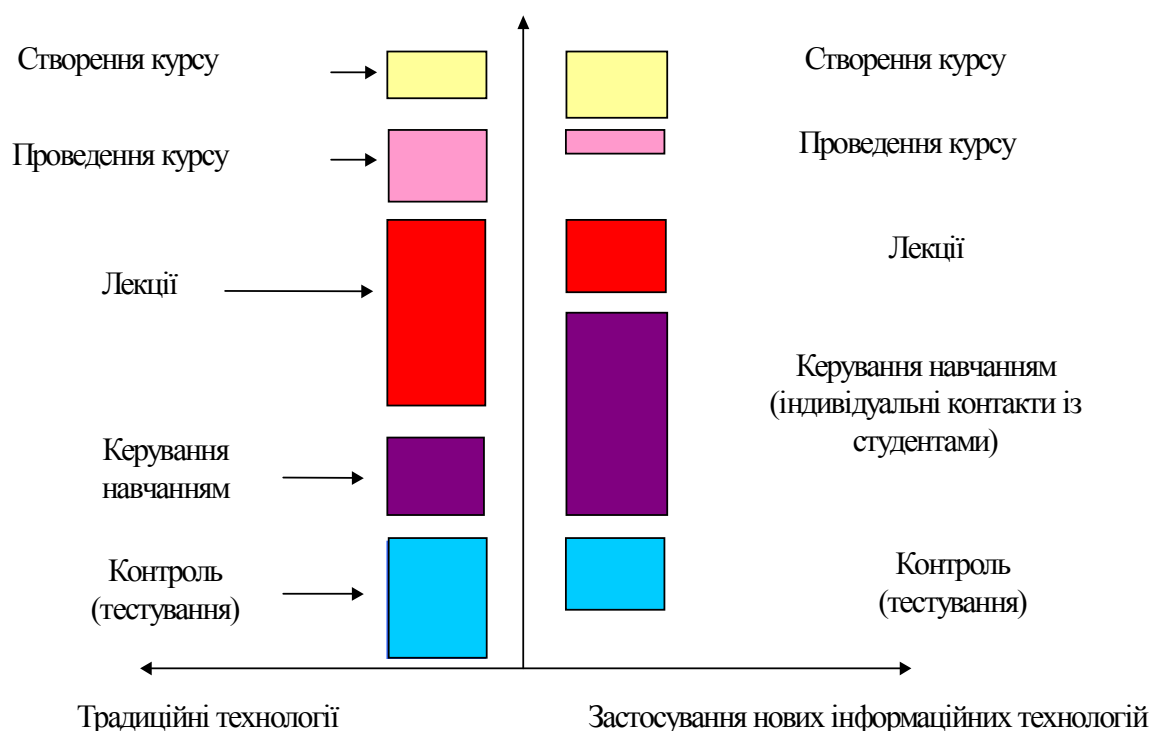 Створення курсу
Створення курсу
Проведення курсу
Проведення курсу
Лекції
Лекції
Керування навчанням
(індивідуальні контакти із
студентами)
Керування
навчанням
Контроль
(тестування)
Контроль
(тестування)
Традиційні технології
Застосування нових інформаційних технологій